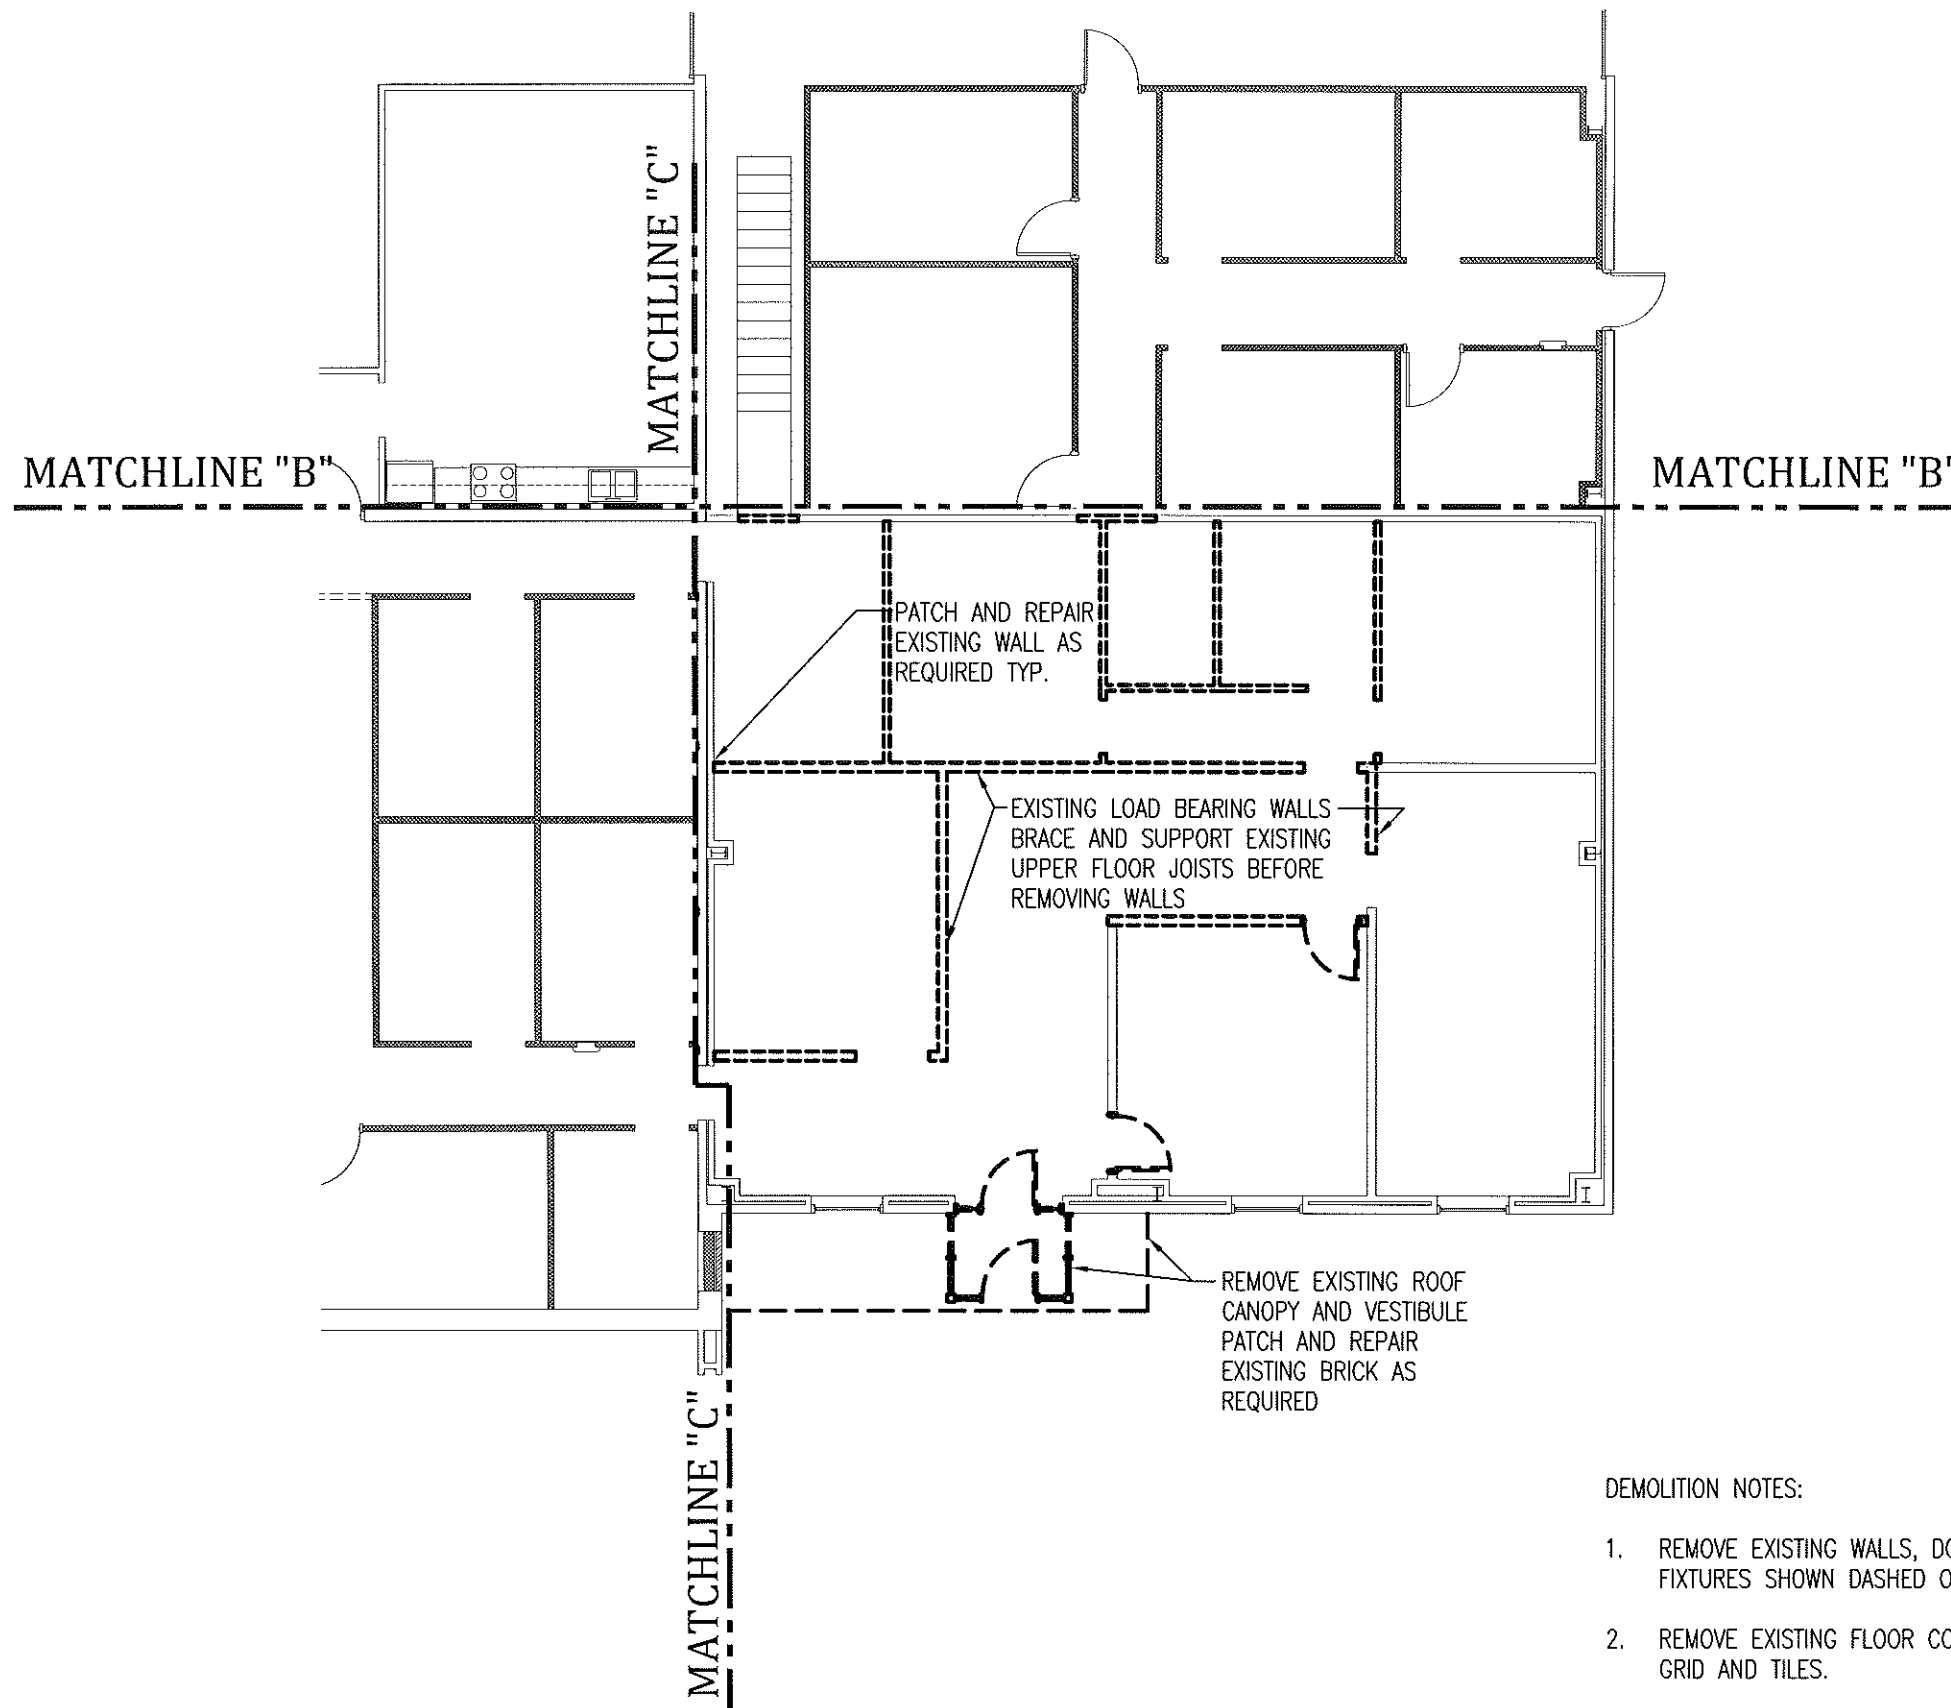 MATCHLINE "C"
MATCHLINE "B"
MATCHLINE "B"
PATCH AND REPAIR
EXISTING WALL AS
REQUIRED TYP.
EXISTING LOAD BEARING WALLS
BRACE AND SUPPORT EXISTING
UPPER FLOOR JOISTS BEFORE
REMOVING WALLS
REMOVE EXISTING ROOF
CANOPY AND VESTIBULE
PATCH AND REPAIR
EXISTING BRICK AS
REQUIRED
MATCHLINE "C"
DEMOLITION NOTES:
1. REMOVE EXISTING WALLS,
FIXTURES SHOWN DASHED
2. REMOVE EXISTING FLOOR
GRID AND TILES.